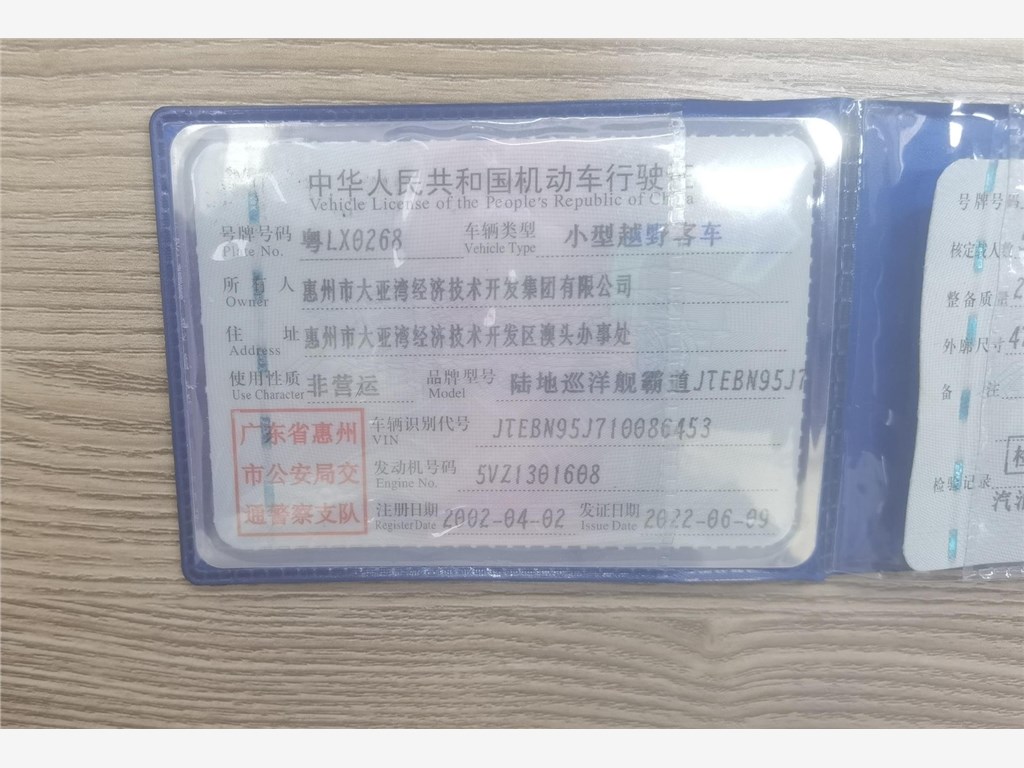 中华人民共和国机动车行驶证
Vehicle License of the People's Republic of China
号牌号码 粤LX0268 车辆类型 小型越野客车
Plate No. Vehicle Type
所有人 惠州市大亚湾经济技术开发集团有限公司
Owner
住址 惠州市大亚湾经济技术开发区澳头办事处
Address
使用性质 非营运 品牌型号 陆地巡洋舰霸道JTEBN95J7
Use Character Model
广东省惠州
市公安局交
通警察支队
车辆识别代号 JTEBN95J710086453
VIN
发动机号码 5VZ1301608
Engine No.
注册日期 2002-04-02 发证日期 2022-06-09
Register Date Issue Date
号牌号码
核定载人数
整备质量 2
外廓尺寸 4
备注
检验记录
汽油